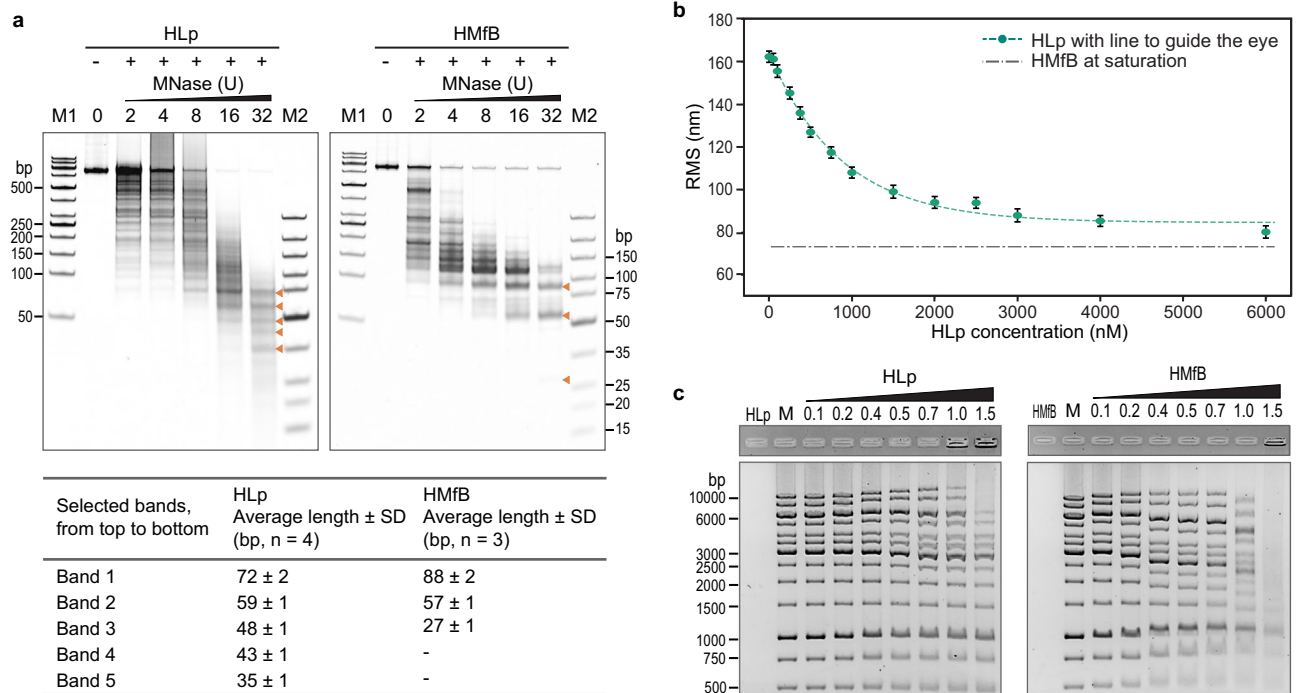 a
HLp
HMfB
- + + + + +
- + + + + +
MNase (U)
MNase (U)
M1 0 2 4 8 16 32 M2
M1 0 2 4 8 16 32 M2
bp
500
250
200
150
100
50
bp
150
100
75
50
35
25
20
15
Selected bands, from top to bottom
HLp
Average length ± SD
(bp, n = 4)
HMfB
Average length ± SD
(bp, n = 3)
Band 1 72 ± 2 88 ± 2
Band 2 59 ± 1 57 ± 1
Band 3 48 ± 1 27 ± 1
Band 4 43 ± 1 -
Band 5 35 ± 1 -
b
RMS (nm)
180
160
140
120
100
80
60
HLp with line to guide the eye
HMfB at saturation
0 1000 2000 3000 4000 5000 6000
HLp concentration (nM)
c
HLp
HLp M 0.1 0.2 0.4 0.5 0.7 1.0 1.5
HMfB
HMfB M 0.1 0.2 0.4 0.5 0.7 1.0 1.5
bp
10000
6000
3000
2500
2000
1500
1000
750
500